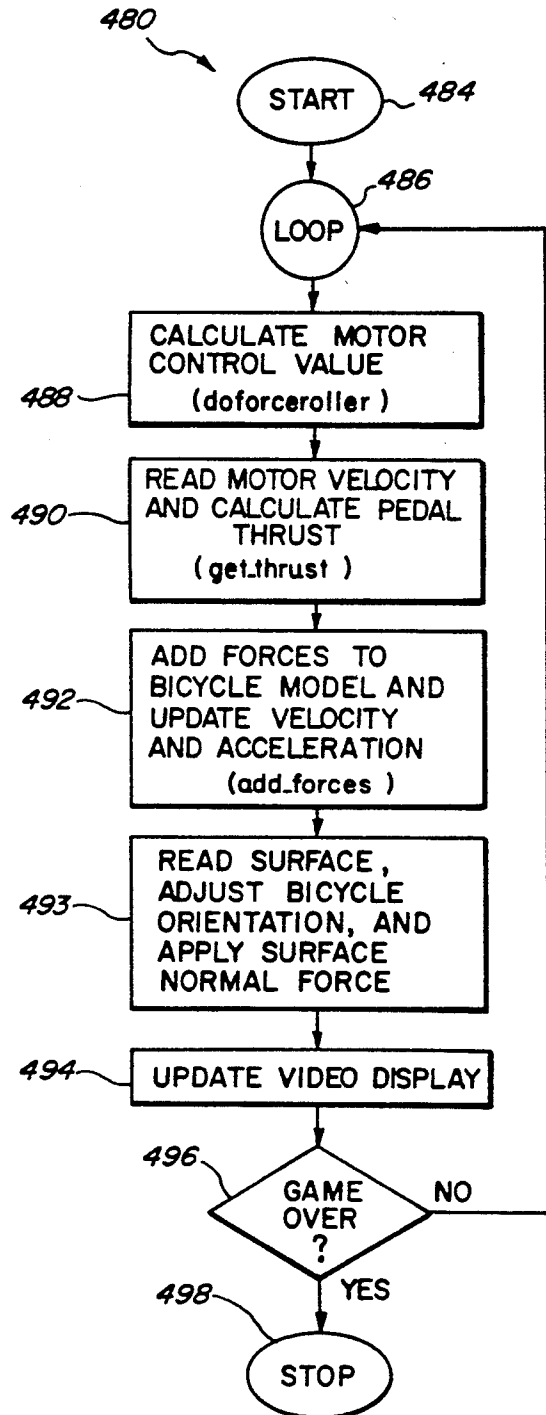 480
START
484
486
LOOP
CALCULATE MOTOR
CONTROL VALUE
(doforceroller)
488
READ MOTOR VELOCITY
AND CALCULATE PEDAL
THRUST
(get_thrust)
490
ADD FORCES TO
BICYCLE MODEL AND
UPDATE VELOCITY
AND ACCELERATION
(add_forces)
492
READ SURFACE,
ADJUST BICYCLE
ORIENTATION, AND
APPLY SURFACE
NORMAL FORCE
493
494
UPDATE VIDEO DISPLAY
496
GAME
OVER
?
NO
YES
498
STOP